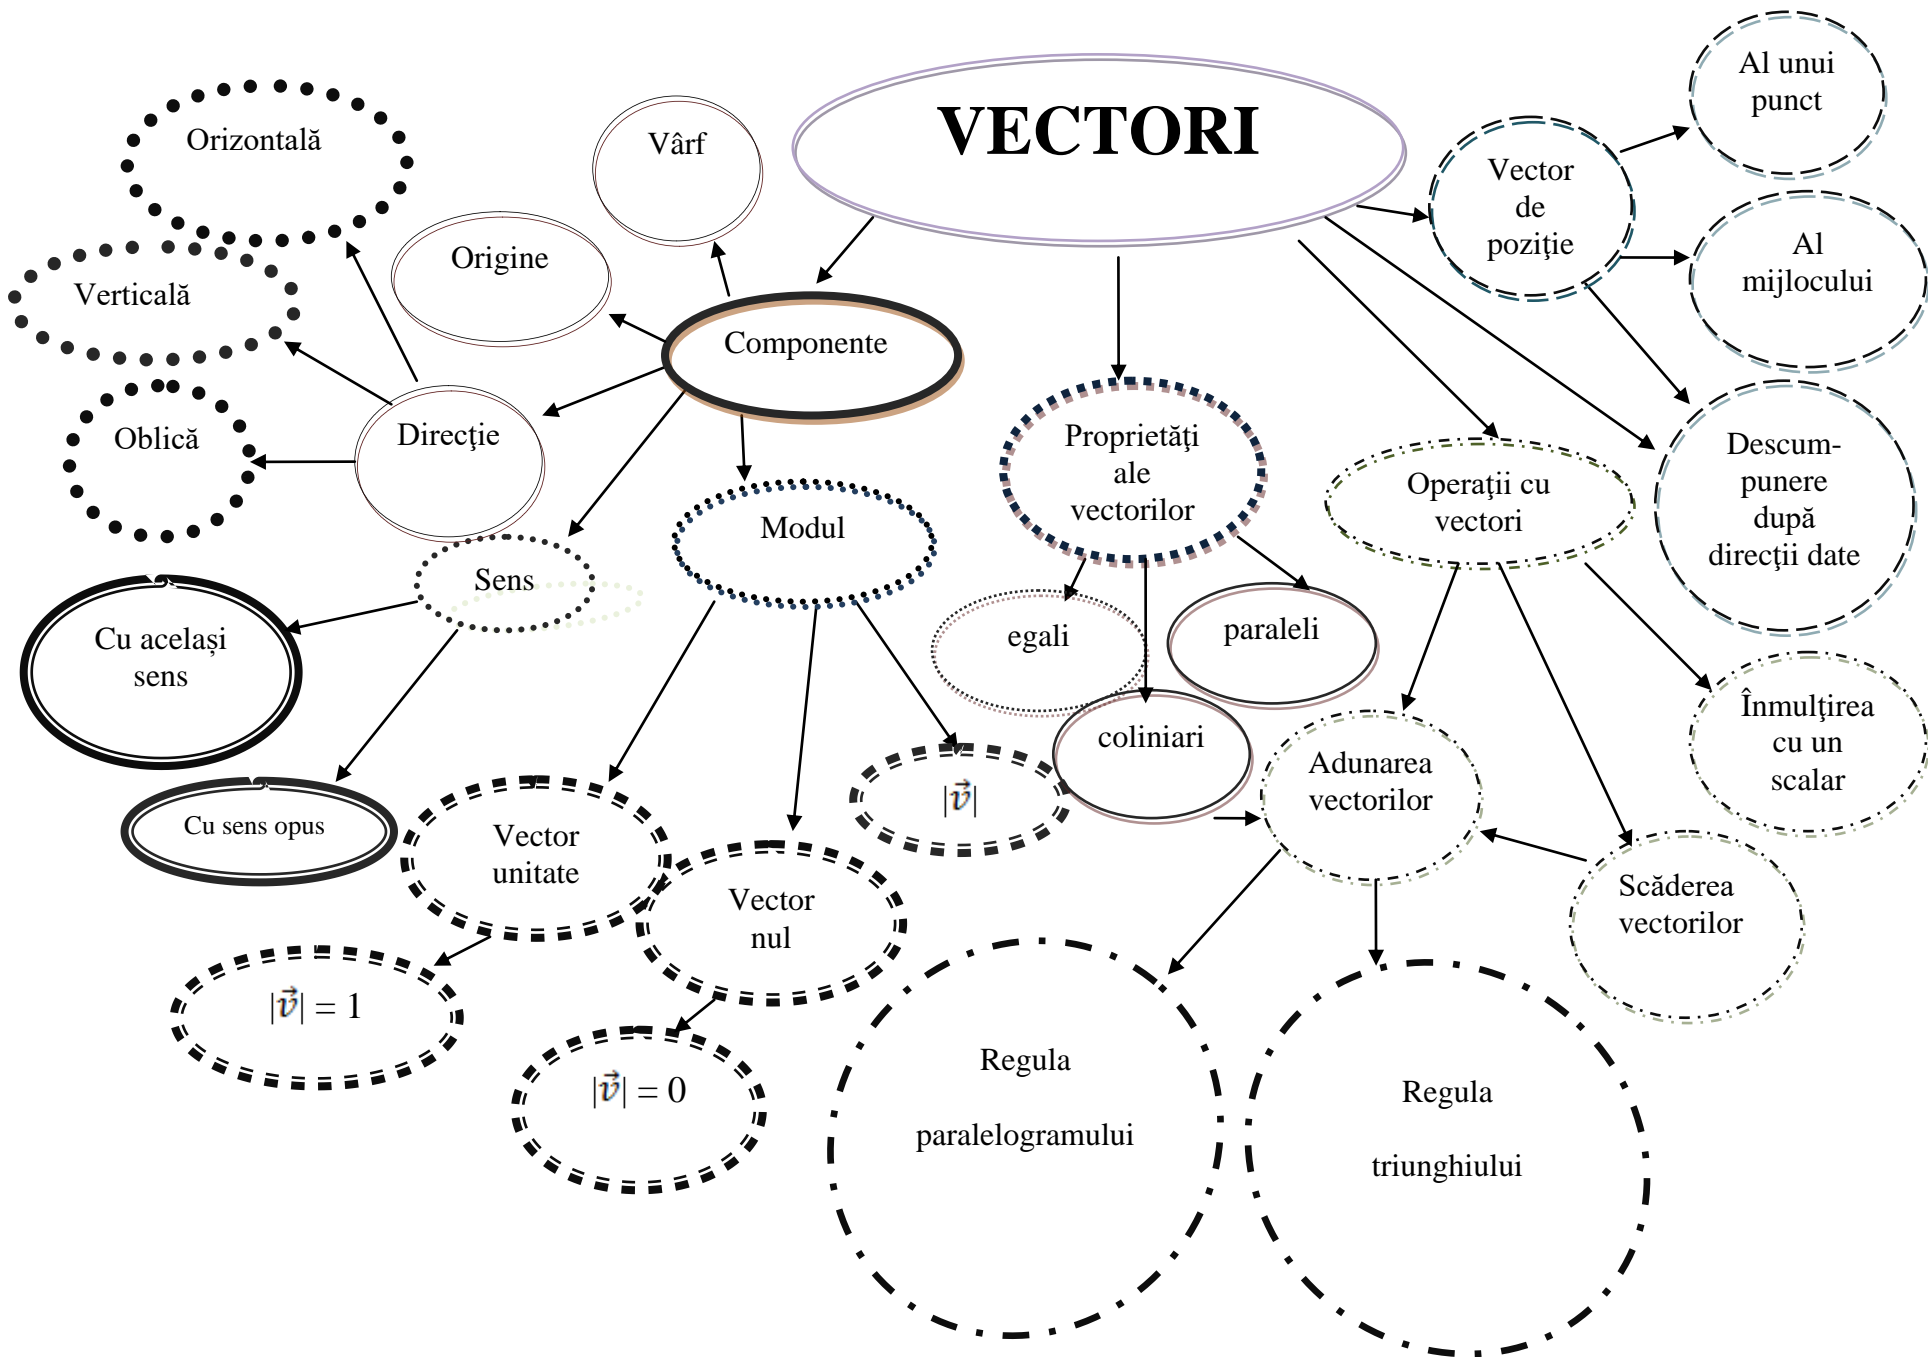 VECTORI
Al unui
punct
Orizontală
Vârf
Vector
de
poziţie
Al
mijlocului
Origine
Verticală
Componente
Direcţie
Oblică
Proprietăţi
ale
vectorilor
Operaţii cu
vectori
Descum-
punere
după
direcţii date
Modul
Sens
Cu același
sens
egali
paraleli
coliniari
Înmulţirea
cu un
scalar
Adunarea
vectorilor
|v⃗|
Cu sens opus
Vector
unitate
Vector
nul
Scăderea
vectorilor
|v⃗| = 1
|v⃗| = 0
Regula
paralelogramului
Regula
triunghiului